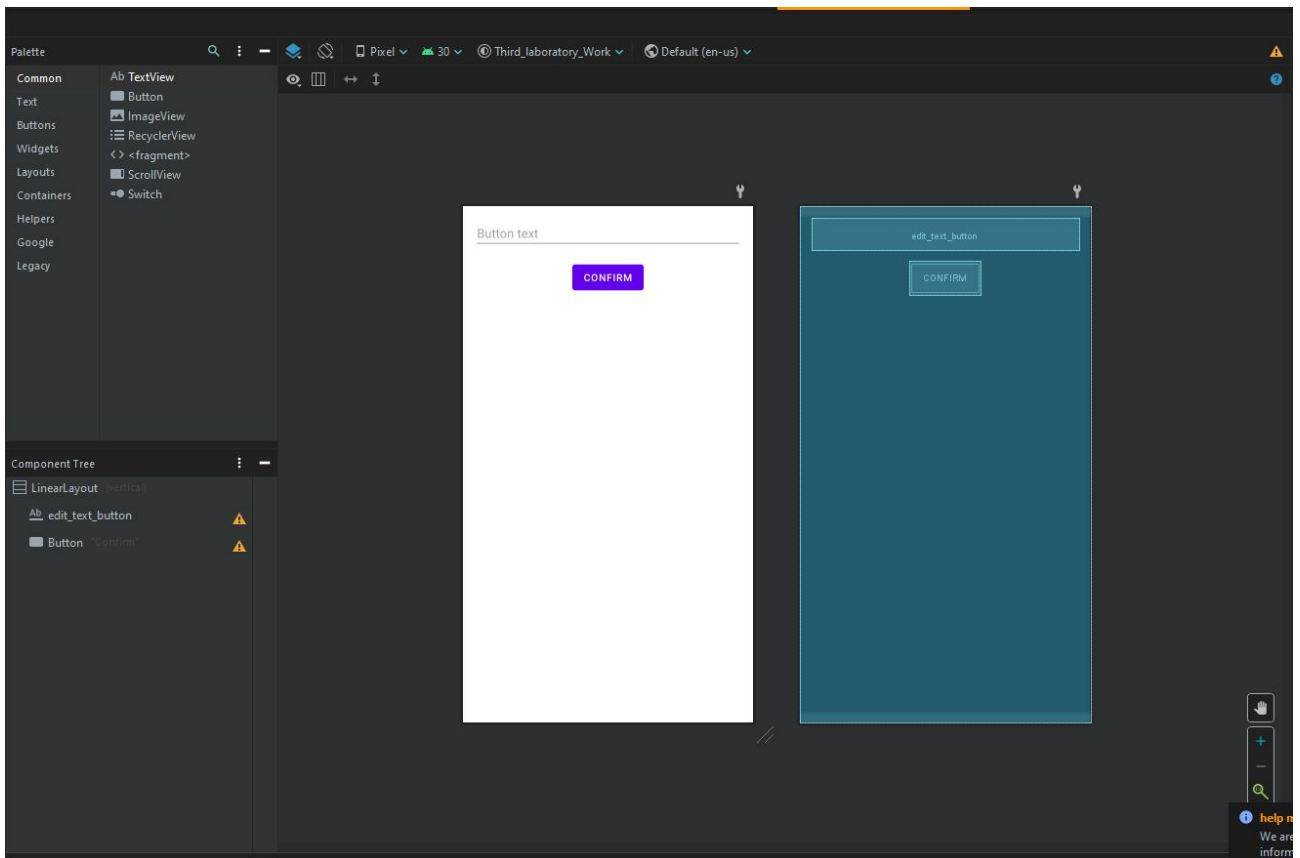 Palette
Pixel 30 Third_laboratory_Work Default (en-us)
Common
Text
Buttons
Widgets
Layouts
Containers
Helpers
Google
Legacy
Ab TextView
Button
ImageView
RecyclerView
<> <fragment>
ScrollView
Switch
Button text
CONFIRM
edit_text_button
CONFIRM
Component Tree
LinearLayout (vertical)
Ab edit_text_button
Button "Confirm"
help
We are
inform